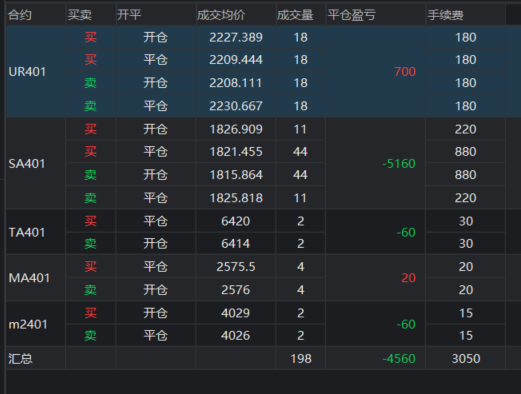 合约 买卖 开平 成交均价 成交量 平仓盈亏 手续费
买 开仓 2227.389 18 180
买 平仓 2209.444 18 180
UR401 700
卖 开仓 2208.111 18 180
卖 平仓 2230.667 18 180
买 开仓 1826.909 11 220
买 平仓 1821.455 44 880
SA401 -5160
卖 开仓 1815.864 44 880
卖 平仓 1825.818 11 220
买 平仓 6420 2 30
TA401 -60
卖 开仓 6414 2 30
买 平仓 2575.5 4 20
MA401 20
卖 开仓 2576 4 20
买 开仓 4029 2 15
m2401 -60
卖 平仓 4026 2 15
汇总 198 -4560 3050